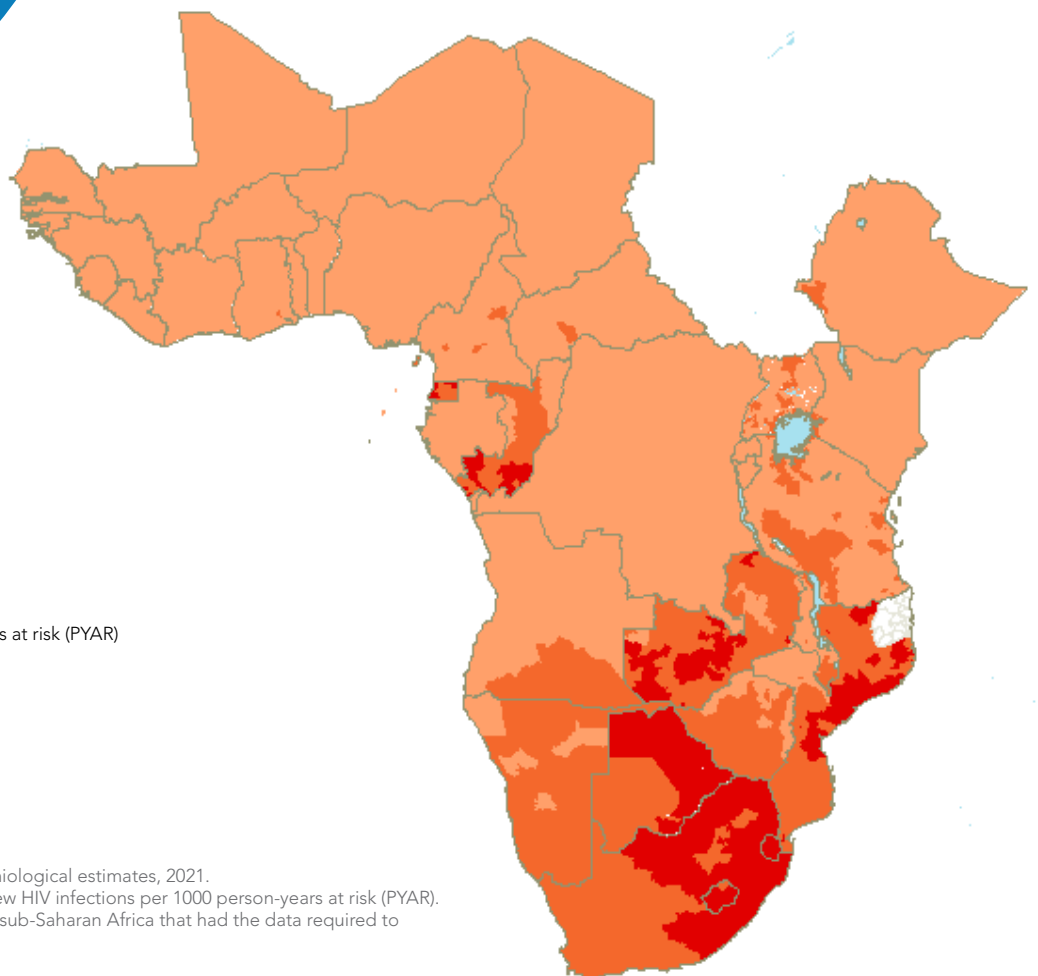 s at risk (PYAR)
niological estimates, 2021.
ew HIV infections per 1000 person-years at risk (PYAR).
sub-Saharan Africa that had the data required to